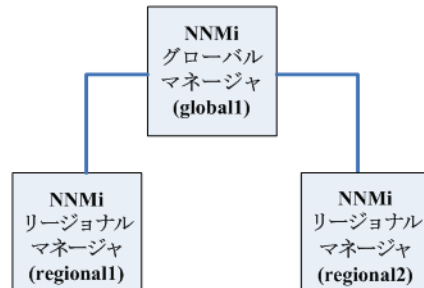 NNMi
グローバル
マネージャ
(global1)
NNMi
リージョナル
マネージャ
(regional1)
NNMi
リージョナル
マネージャ
(regional2)